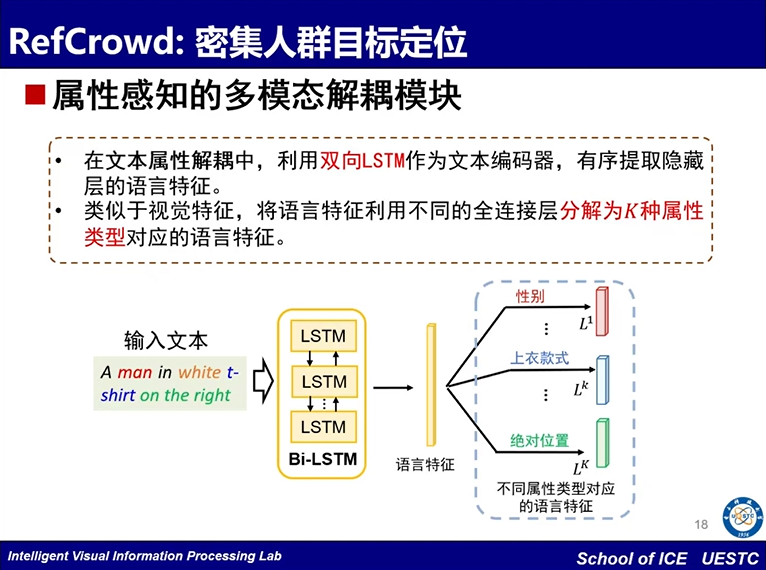 RefCrowd: 密集人群目标定位
属性感知的多模态解耦模块
• 在文本属性解耦中，利用双向LSTM作为文本编码器，有序提取隐藏
层的语言特征。
• 类似于视觉特征，将语言特征利用不同的全连接层分解为K种属性
类型对应的语言特征。
输入文本
A man in white t-
shirt on the right
LSTM
LSTM
⋮
LSTM
Bi-LSTM
语言特征
性别
L¹
⋮
上衣款式
Lᵏ
⋮
绝对位置
Lᴷ
不同属性类型对应
的语言特征
18
UESTC
1956
Intelligent Visual Information Processing Lab
School of ICE UESTC